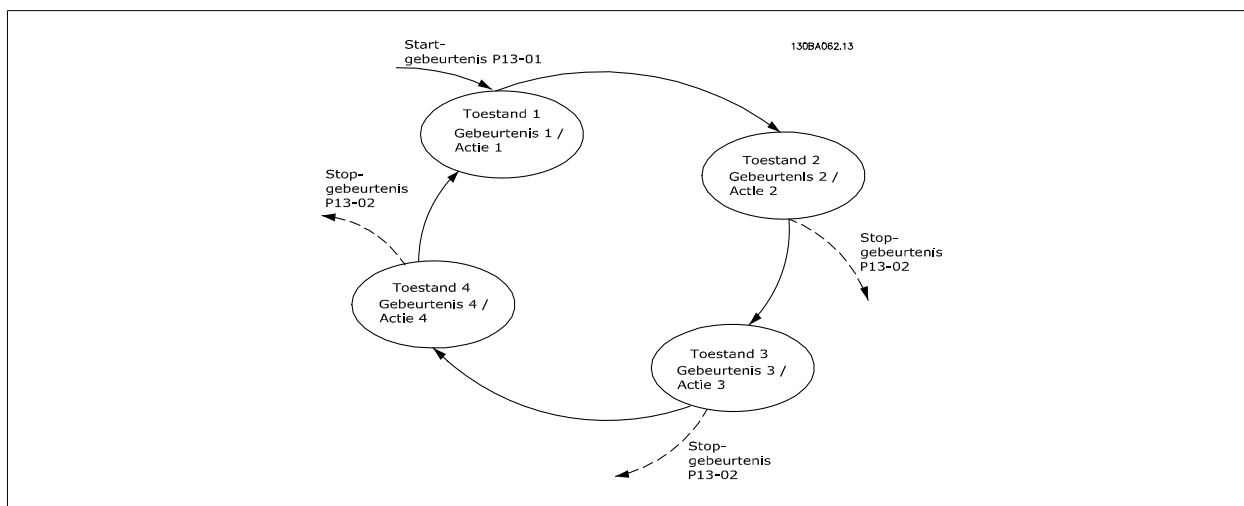 Start-
gebeurtenis P13-01
130BA062.13
Toestand 1
Gebeurtenis 1 /
Actie 1
Toestand 2
Gebeurtenis 2 /
Actie 2
Stop-
gebeurtenis
P13-02
Stop-
gebeurtenis
P13-02
Toestand 4
Gebeurtenis 4 /
Actie 4
Toestand 3
Gebeurtenis 3 /
Actie 3
Stop-
gebeurtenis
P13-02